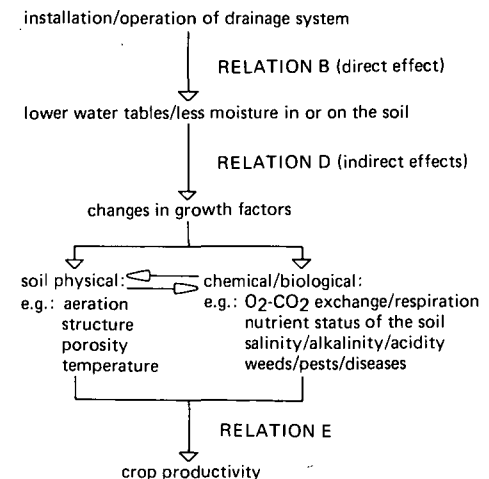 installation/operation of drainage system
RELATION B (direct effect)
lower water tables/less moisture in or on the soil
RELATION D (indirect effects)
changes in growth factors
soil physical:
e.g.: aeration
structure
porosity
temperature
chemical/biological:
e.g.: O2-CO2 exchange/respiration
nutrient status of the soil
salinity/alkalinity/acidity
weeds/pests/diseases
RELATION E
crop productivity